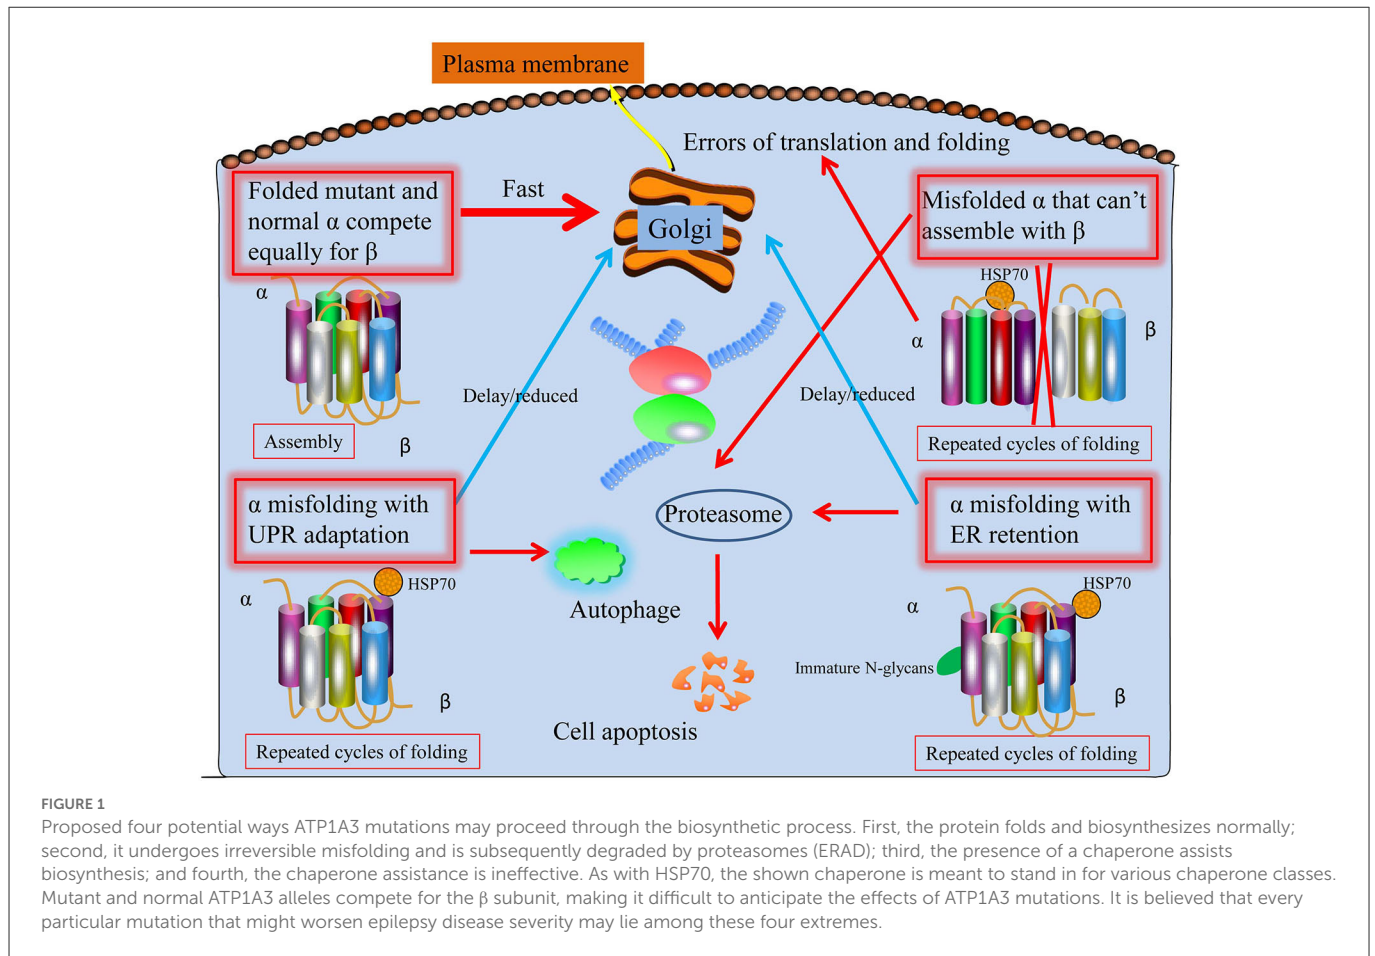 Plasma membrane
Errors of translation and folding
Folded mutant and
normal α compete
equally for β
Fast
Golgi
Misfolded α that can't
assemble with β
HSP70
α
β
α
β
Delay/reduced
Delay/reduced
Assembly
β
Repeated cycles of folding
α misfolding with
UPR adaptation
Proteasome
α misfolding with
ER retention
HSP70
α
Autophage
HSP70
α
Immature N-glycans
β
β
Cell apoptosis
Repeated cycles of folding
Repeated cycles of folding
FIGURE 1
Proposed four potential ways ATP1A3 mutations may proceed through the biosynthetic process. First, the protein folds and biosynthesizes normally;
second, it undergoes irreversible misfolding and is subsequently degraded by proteasomes (ERAD); third, the presence of a chaperone assists
biosynthesis; and fourth, the chaperone assistance is ineffective. As with HSP70, the shown chaperone is meant to stand in for various chaperone classes.
Mutant and normal ATP1A3 alleles compete for the β subunit, making it difficult to anticipate the effects of ATP1A3 mutations. It is believed that every
particular mutation that might worsen epilepsy disease severity may lie among these four extremes.